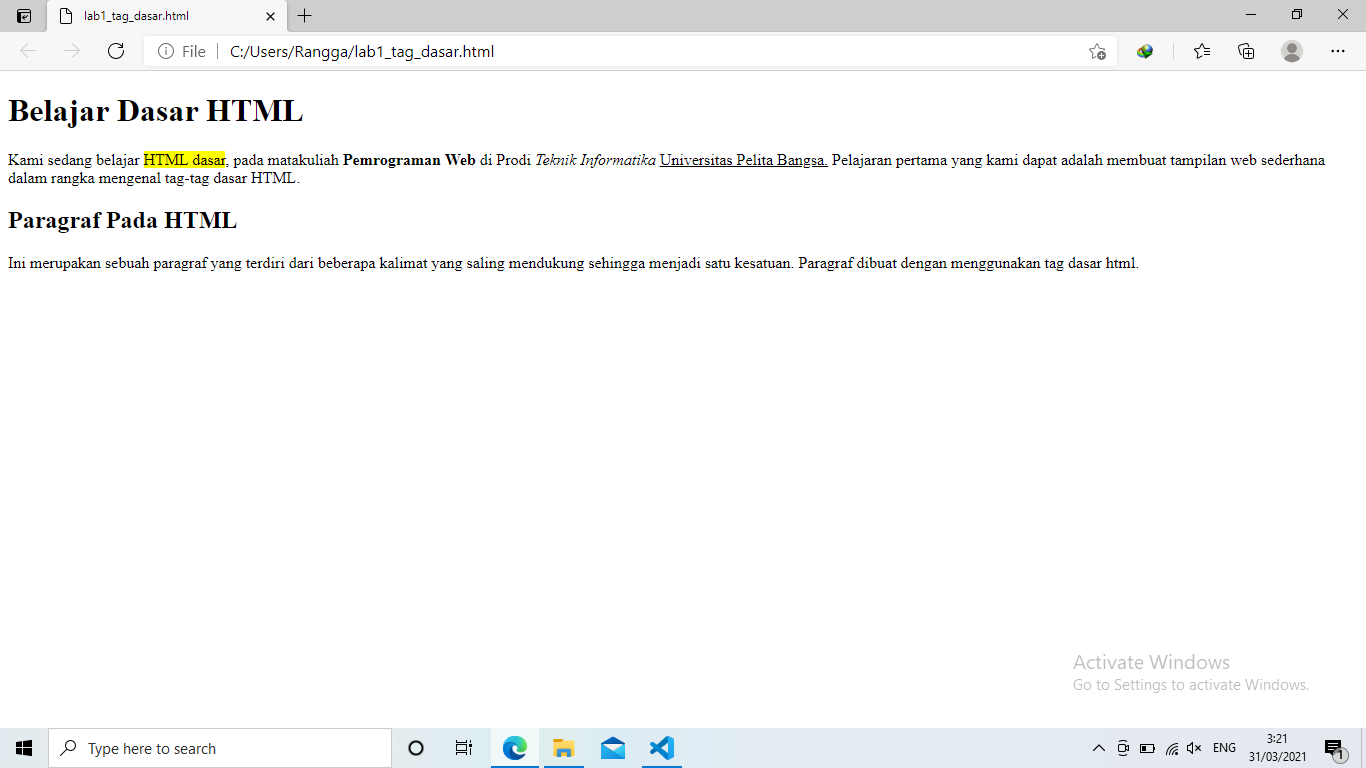 lab1_tag_dasar.html
File
C:/Users/Rangga/lab1_tag_dasar.html
Belajar Dasar HTML
Kami sedang belajar HTML dasar, pada matakuliah Pemrograman Web di Prodi Teknik Informatika Universitas Pelita Bangsa. Pelajaran pertama yang kami dapat adalah membuat tampilan web sederhana
dalam rangka mengenal tag-tag dasar HTML.
Paragraf Pada HTML
Ini merupakan sebuah paragraf yang terdiri dari beberapa kalimat yang saling mendukung sehingga menjadi satu kesatuan. Paragraf dibuat dengan menggunakan tag dasar html.
Activate Windows
Go to Settings to activate Windows.
Type here to search
ENG
3:21
31/03/2021
1